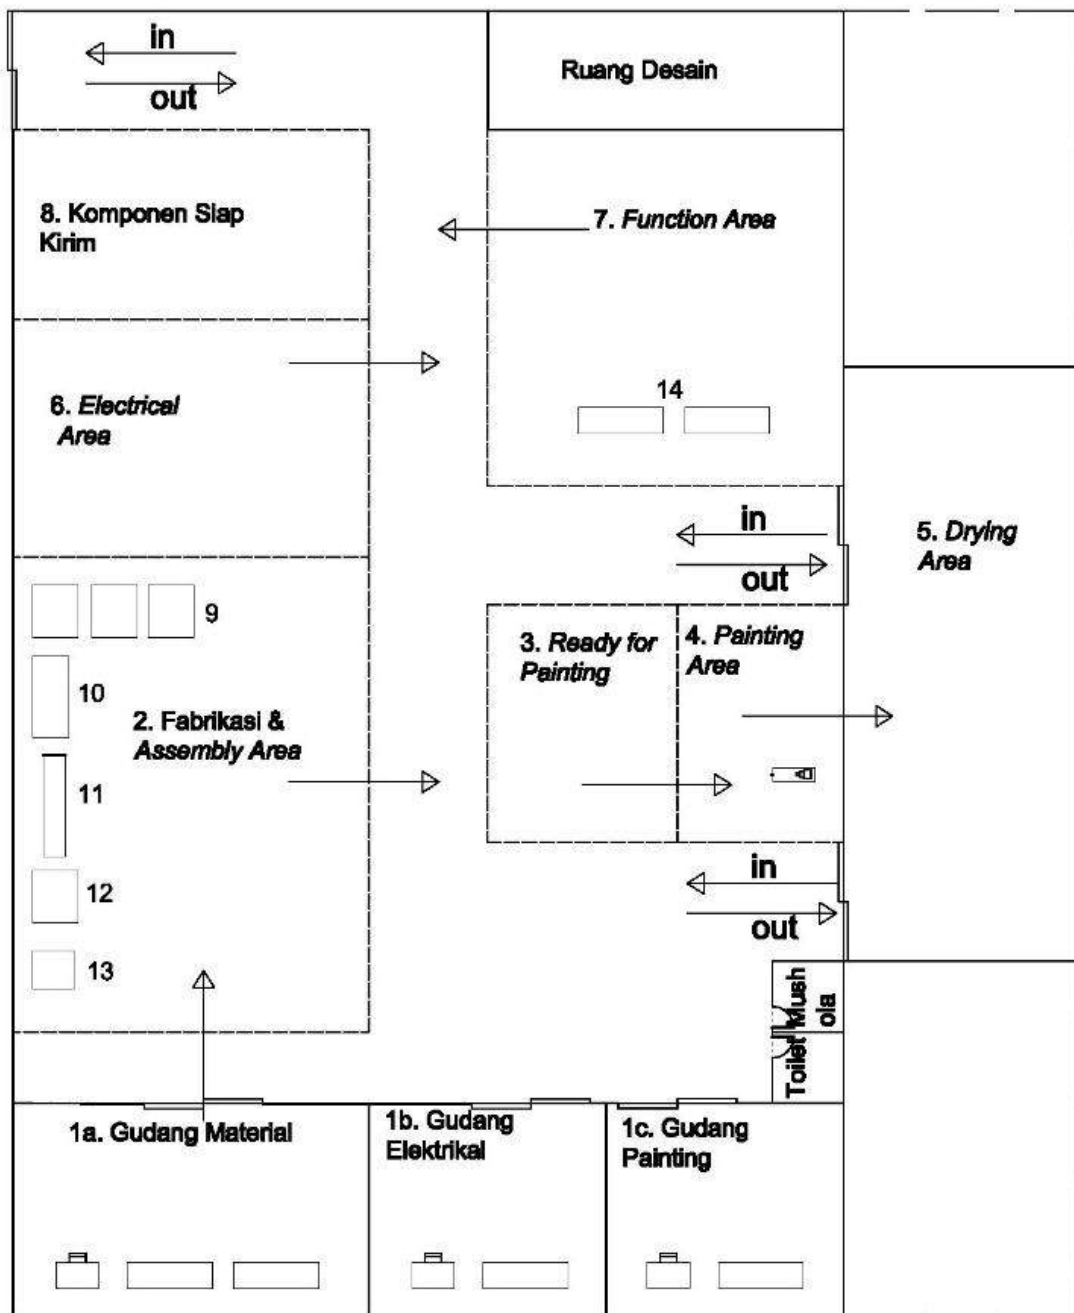 in
out
Ruang Desain
8. Komponen Siap
Kirim
7. Function Area
6. Electrical
Area
14
in
out
5. Drying
Area
9
3. Ready for
Painting
4. Painting
Area
10
2. Fabrikasi &
Assembly Area
11
12
in
out
13
Mush
ola
Toilet
1a. Gudang Material
1b. Gudang
Elektrikal
1c. Gudang
Painting